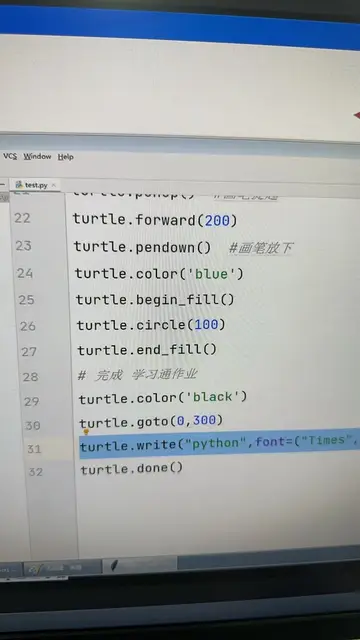 VCS Window Help
test.py
22 turtle.forward(200)
23 turtle.pendown() #画笔放下
24 turtle.color('blue')
25 turtle.begin_fill()
26 turtle.circle(100)
27 turtle.end_fill()
28 # 完成 学习通作业
29 turtle.color('black')
30 turtle.goto(0,300)
31 turtle.write("python",font=("Times",
32 turtle.done()